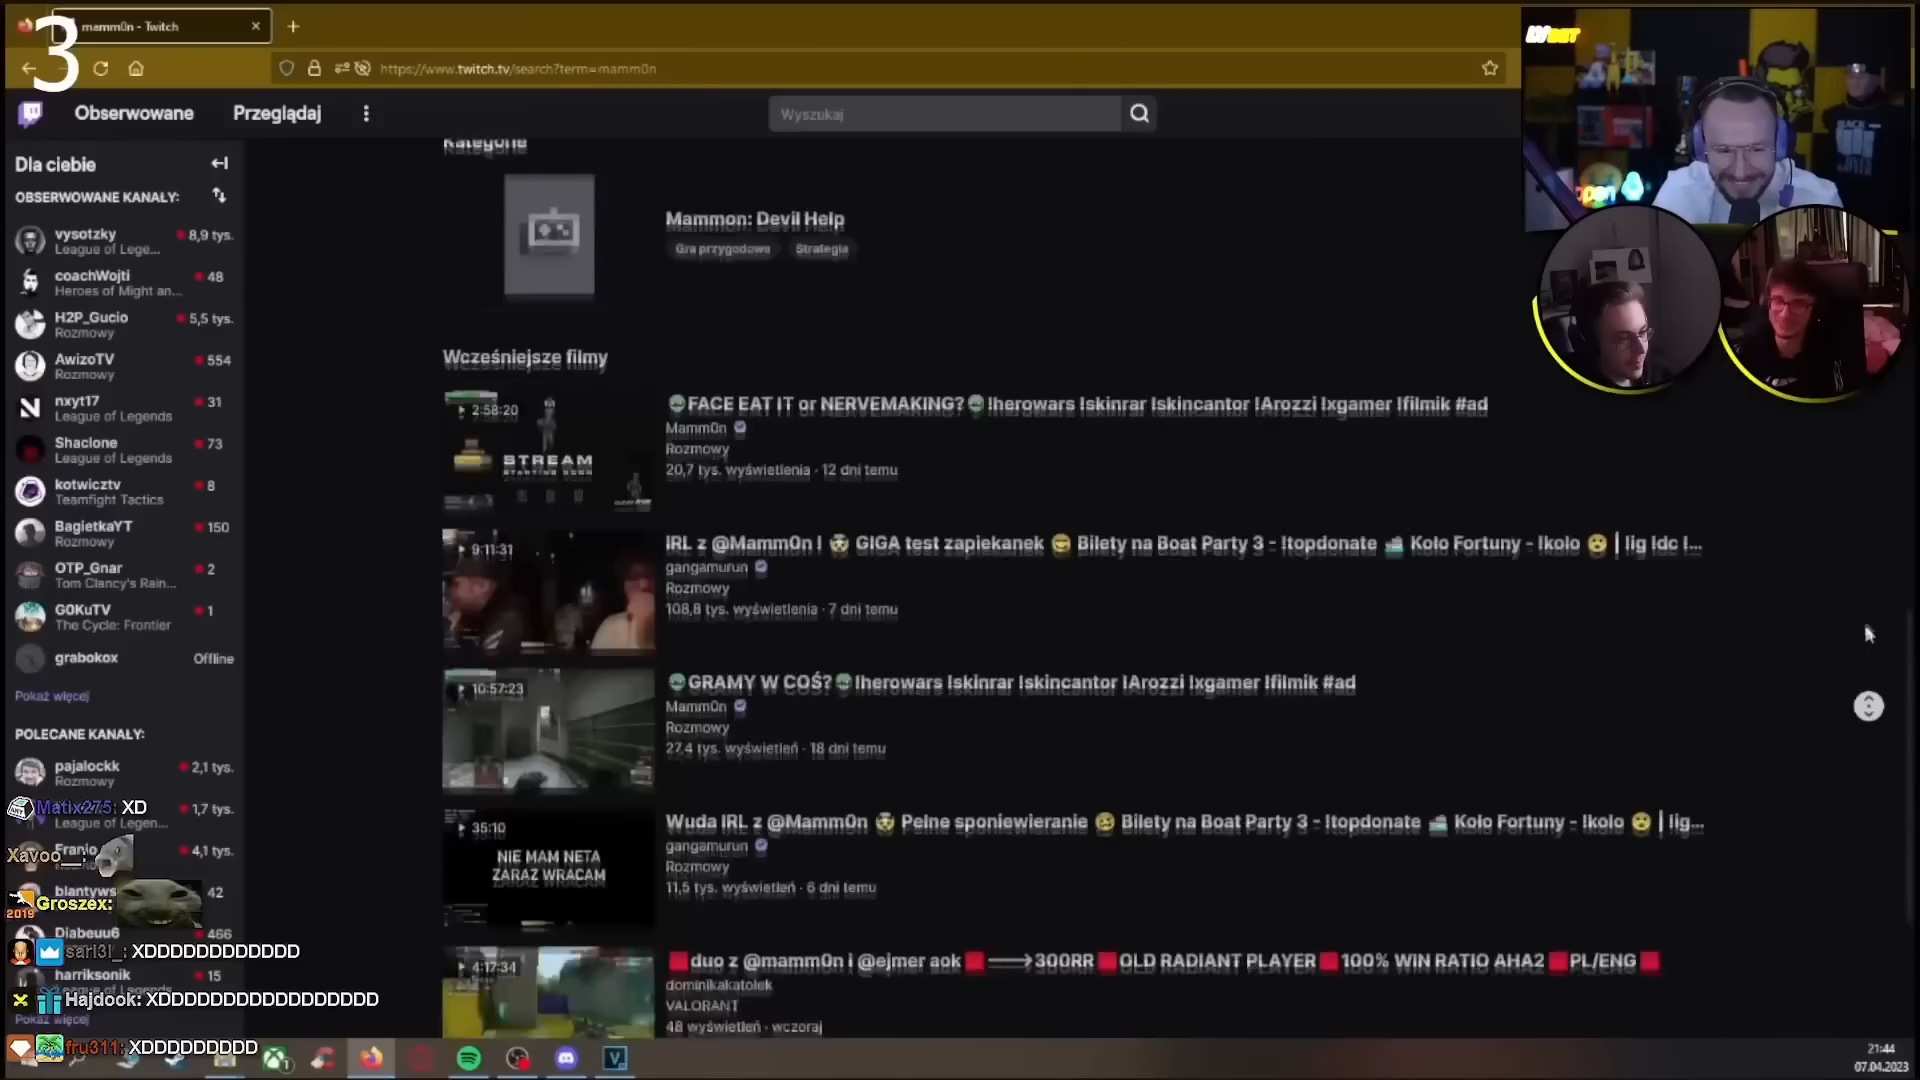 3
mamm0n - Twitch
https://www.twitch.tv/search?term=mamm0n
LVBET
Obserwowane
Przeglądaj
Wyszukaj
Dla ciebie
OBSERWOWANE KANAŁY:
vysotzky 8,9 tys.
League of Lege...
coachWojti 48
Heroes of Might an...
H2P_Gucio 5,5 tys.
Rozmowy
AwizoTV 554
Rozmowy
nxyt17 31
League of Legends
Shaclone 73
League of Legends
kotwicztv 8
Teamfight Tactics
BagietkaYT 150
Rozmowy
OTP_Gnar 2
Tom Clancy's Rain...
G0KuTV 1
The Cycle: Frontier
grabokox Offline
Pokaż więcej
POLECANE KANAŁY:
pajalockk 2,1 tys.
Rozmowy
1,7 tys.
League of Legen...
Franio 4,1 tys.
blantyws 42
Diabeuu6 466
harriksonik 15
League of Legends
Pokaż więcej
Matix275: XD
Xavoo__:
2019
Groszex:
sari3l_: XDDDDDDDDDDDD
Hajdook: XDDDDDDDDDDDDDDDDD
fru311: XDDDDDDDDD
Kategorie
Mammon: Devil Help
Gra przygodowa Strategia
Wcześniejsze filmy
2:58:20
STREAM
FACE EAT IT or NERVEMAKING? !herowars !skinrar !skincantor !Arozzi !xgamer !filmik #ad
Mamm0n
Rozmowy
20,7 tys. wyświetlenia · 12 dni temu
9:11:31
IRL z @Mamm0n ! GIGA test zapiekanek Bilety na Boat Party 3 - !topdonate Koło Fortuny - !kolo | !ig !dc !...
gangamurun
Rozmowy
108,8 tys. wyświetlenia · 7 dni temu
10:57:23
GRAMY W COŚ? !herowars !skinrar !skincantor !Arozzi !xgamer !filmik #ad
Mamm0n
Rozmowy
27,4 tys. wyświetleń · 18 dni temu
35:10
NIE MAM NETA
ZARAZ WRACAM
Wuda IRL z @Mamm0n Pełne sponiewieranie Bilety na Boat Party 3 - !topdonate Koło Fortuny - !kolo | !ig...
gangamurun
Rozmowy
11,5 tys. wyświetleń · 6 dni temu
4:17:34
duo z @mamm0n i @ejmer aok ⟹300RR OLD RADIANT PLAYER 100% WIN RATIO AHA2 PL/ENG
dominikakatolek
VALORANT
48 wyświetleń · wczoraj
21:44
07.04.2023